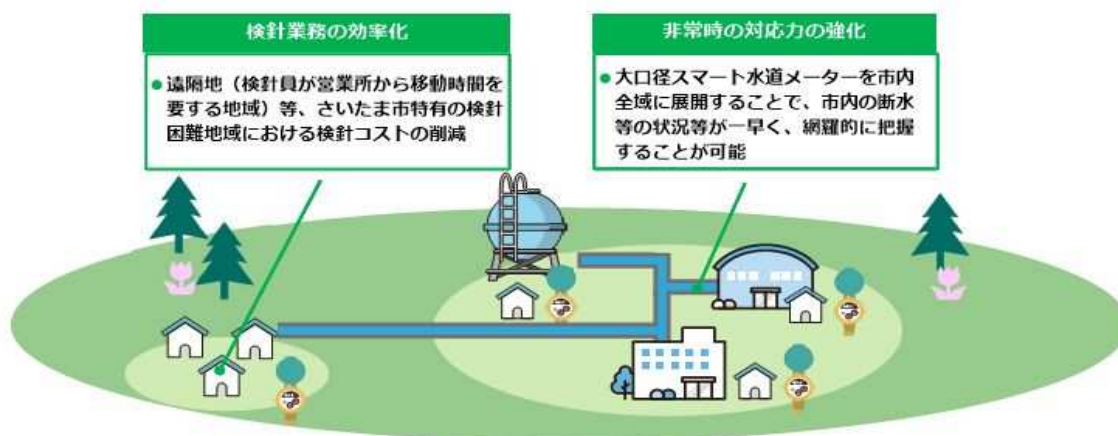 検針業務の効率化
●遠隔地（検針員が営業所から移動時間を
要する地域）等、さいたま市特有の検針
困難地域における検針コストの削減
非常時の対応力の強化
●大口径スマート水道メーターを市内
全域に展開することで、市内の断水
等の状況等が一早く、網羅的に把握
することが可能